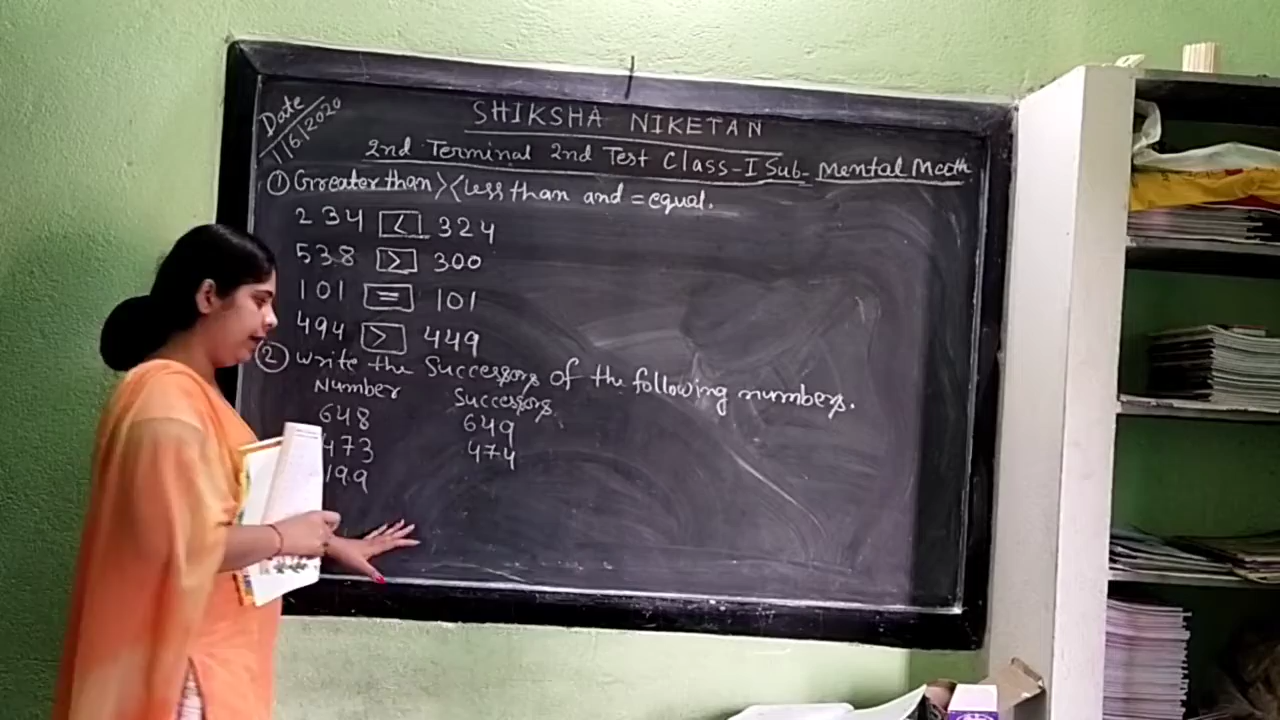 Date
1/6/2020
SHIKSHA NIKETAN
2nd Terminal 2nd Test Class-I Sub- Mental Math
① Greater than > < less than and = equal.
234 < 324
538 > 300
101 = 101
494 > 449
② Write the Successors of the following numbers.
Number Successors
648 649
473 474
199